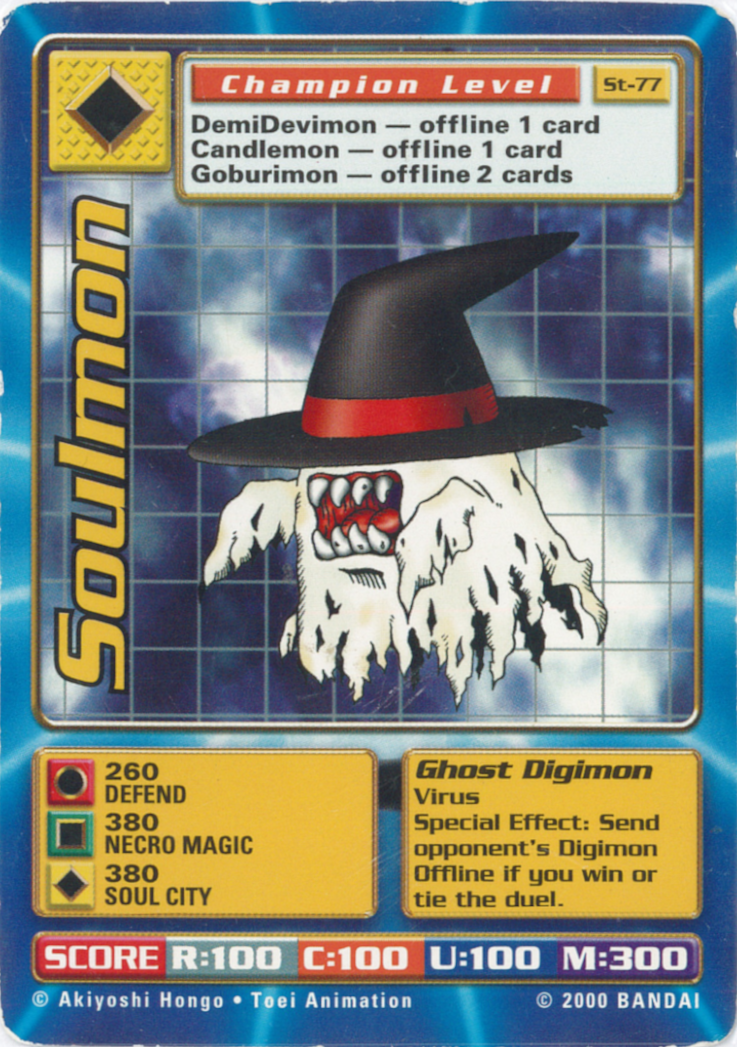 Champion Level
St-77
DemiDevimon — offline 1 card
Candlemon — offline 1 card
Goburimon — offline 2 cards
Soulmon
260
DEFEND
380
NECRO MAGIC
380
SOUL CITY
Ghost Digimon
Virus
Special Effect: Send
opponent's Digimon
Offline if you win or
tie the duel.
SCORE R:100 C:100 U:100 M:300
© Akiyoshi Hongo • Toei Animation
© 2000 BANDAI